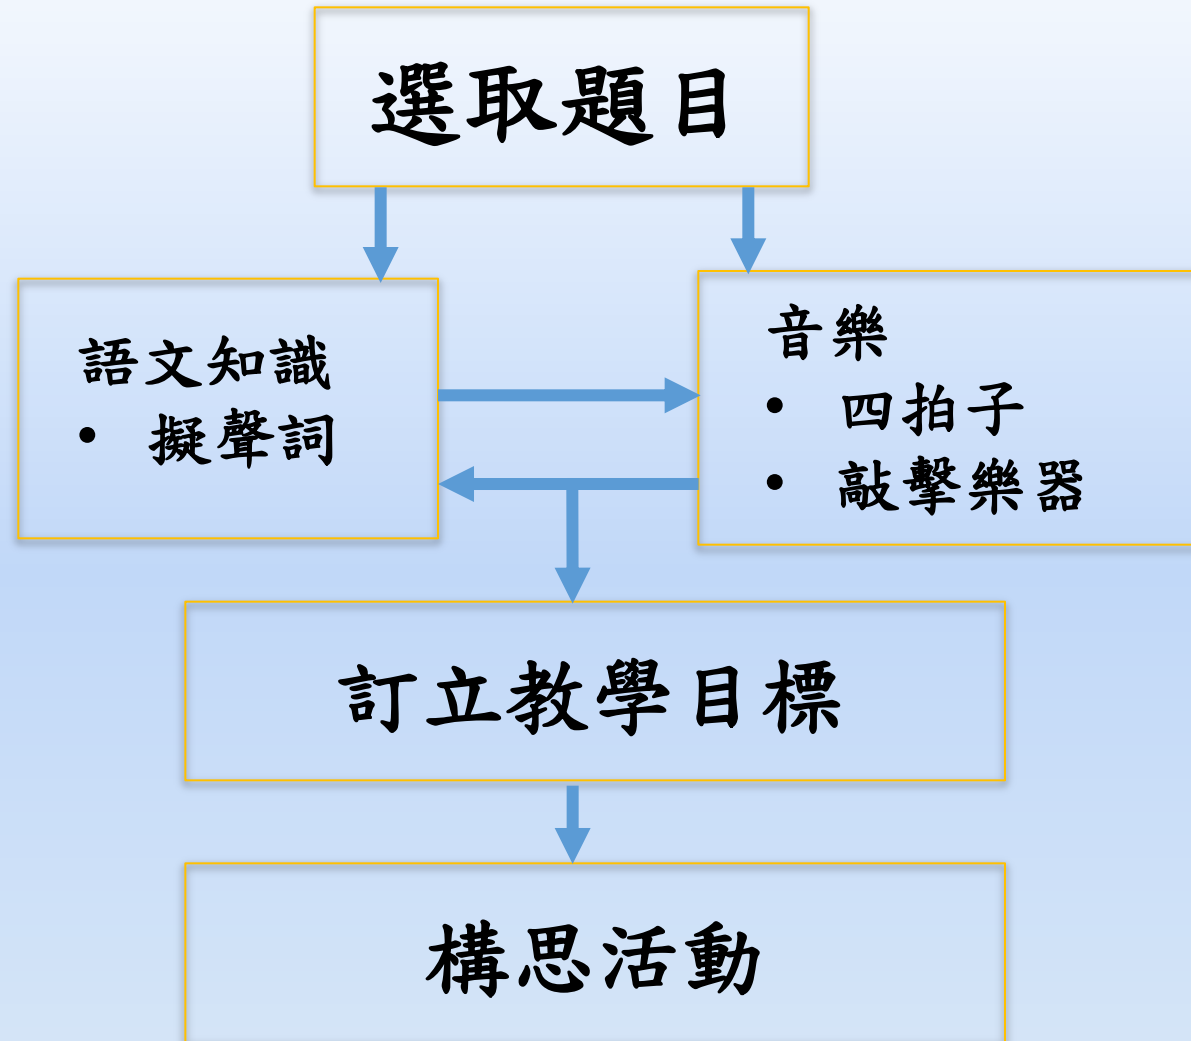 選取題目
語文知識
• 擬聲詞
音樂
• 四拍子
• 敲擊樂器
訂立教學目標
構思活動